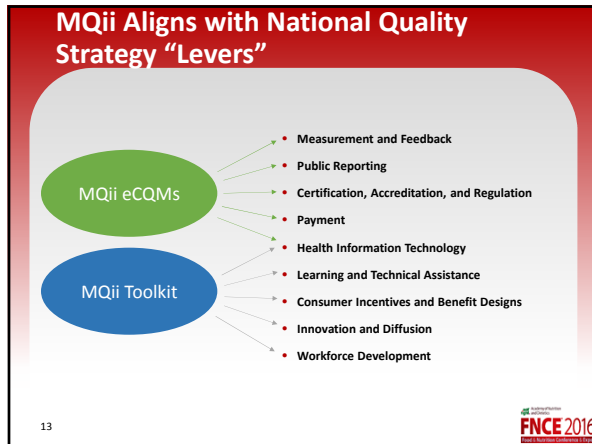 MQii Aligns with National Quality
Strategy “Levers”
MQii eCQMs
MQii Toolkit
• Measurement and Feedback
• Public Reporting
• Certification, Accreditation, and Regulation
• Payment
• Health Information Technology
• Learning and Technical Assistance
• Consumer Incentives and Benefit Designs
• Innovation and Diffusion
• Workforce Development
13
FNCE 2016